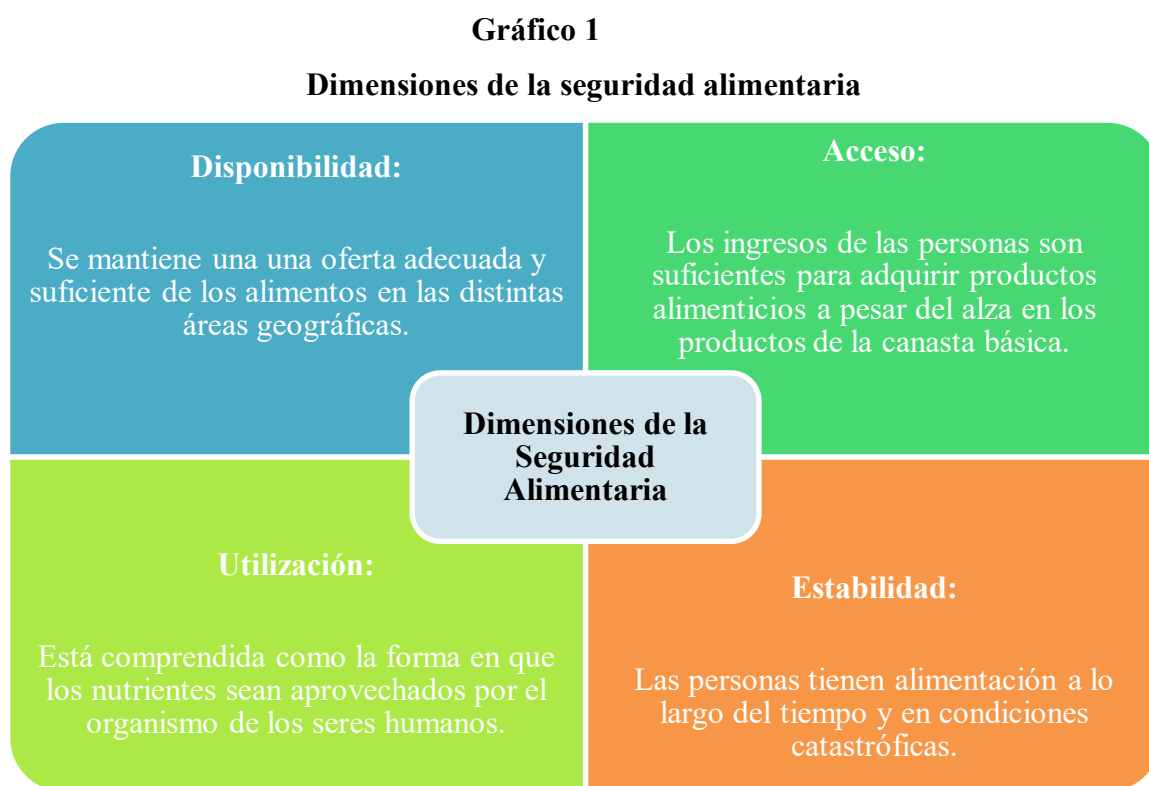 Gráfico 1
Dimensiones de la seguridad alimentaria
Disponibilidad:
Se mantiene una una oferta adecuada y
suficiente de los alimentos en las distintas
áreas geográficas.
Acceso:
Los ingresos de las personas son
suficientes para adquirir productos
alimenticios a pesar del alza en los
productos de la canasta básica.
Dimensiones de la
Seguridad
Alimentaria
Utilización:
Está comprendida como la forma en que
los nutrientes sean aprovechados por el
organismo de los seres humanos.
Estabilidad:
Las personas tienen alimentación a lo
largo del tiempo y en condiciones
catastróficas.